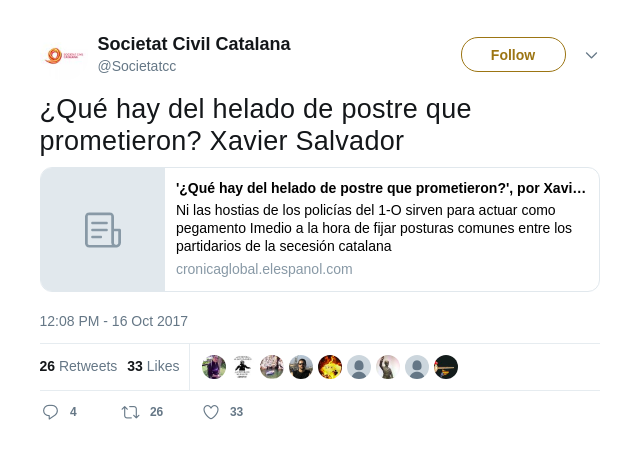 Societat Civil Catalana
@Societatcc
Follow
¿Qué hay del helado de postre que
prometieron? Xavier Salvador
'¿Qué hay del helado de postre que prometieron?', por Xavi…
Ni las hostias de los policías del 1-O sirven para actuar como
pegamento Imedio a la hora de fijar posturas comunes entre los
partidarios de la secesión catalana
cronicaglobal.elespanol.com
12:08 PM - 16 Oct 2017
26 Retweets 33 Likes
4 26 33